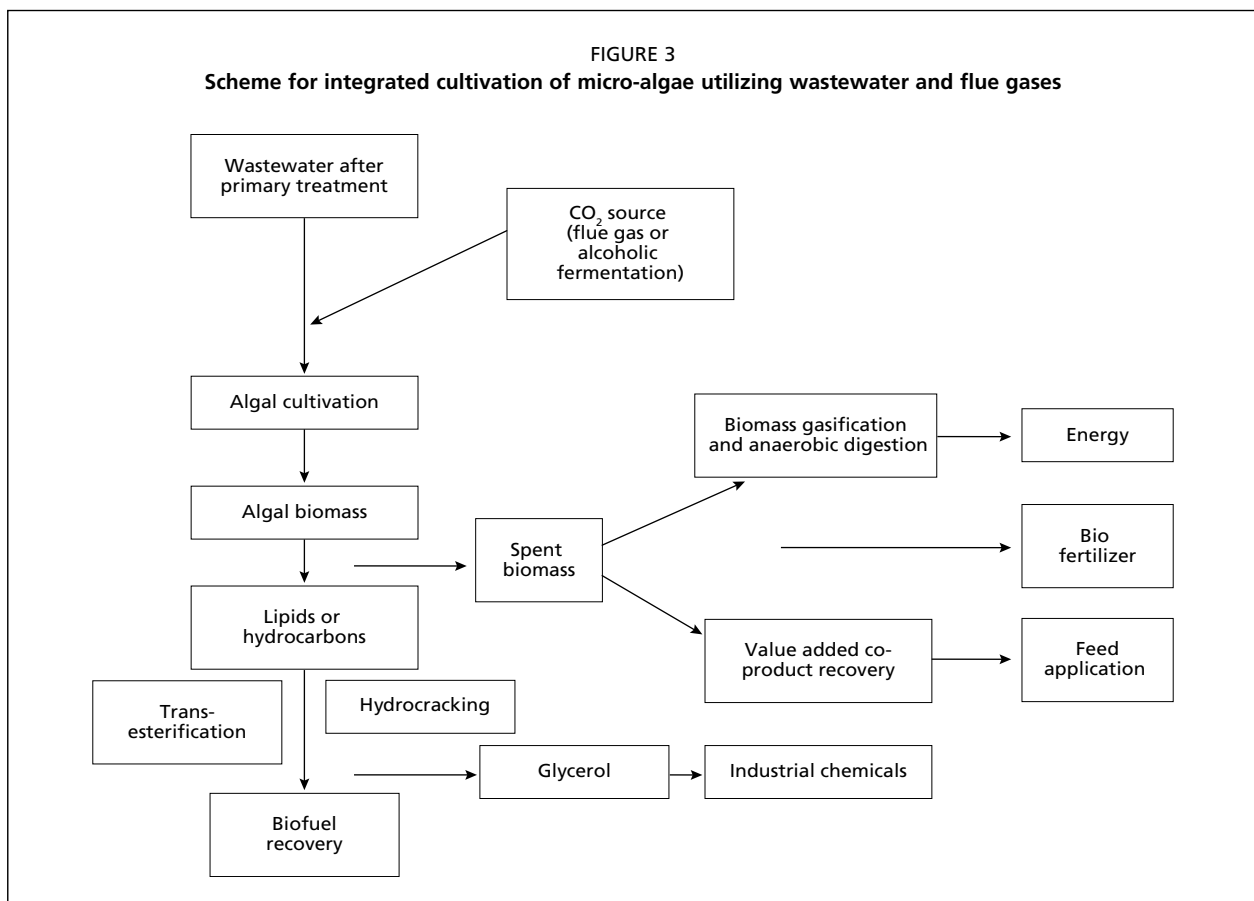 FIGURE 3
Scheme for integrated cultivation of micro-algae utilizing wastewater and flue gases
Wastewater after
primary treatment
CO₂ source
(flue gas or
alcoholic
fermentation)
Algal cultivation
Biomass gasification
and anaerobic digestion
Energy
Algal biomass
Spent
biomass
Bio
fertilizer
Lipids or
hydrocarbons
Value added co-
product recovery
Feed
application
Trans-
esterification
Hydrocracking
Glycerol
Industrial chemicals
Biofuel
recovery